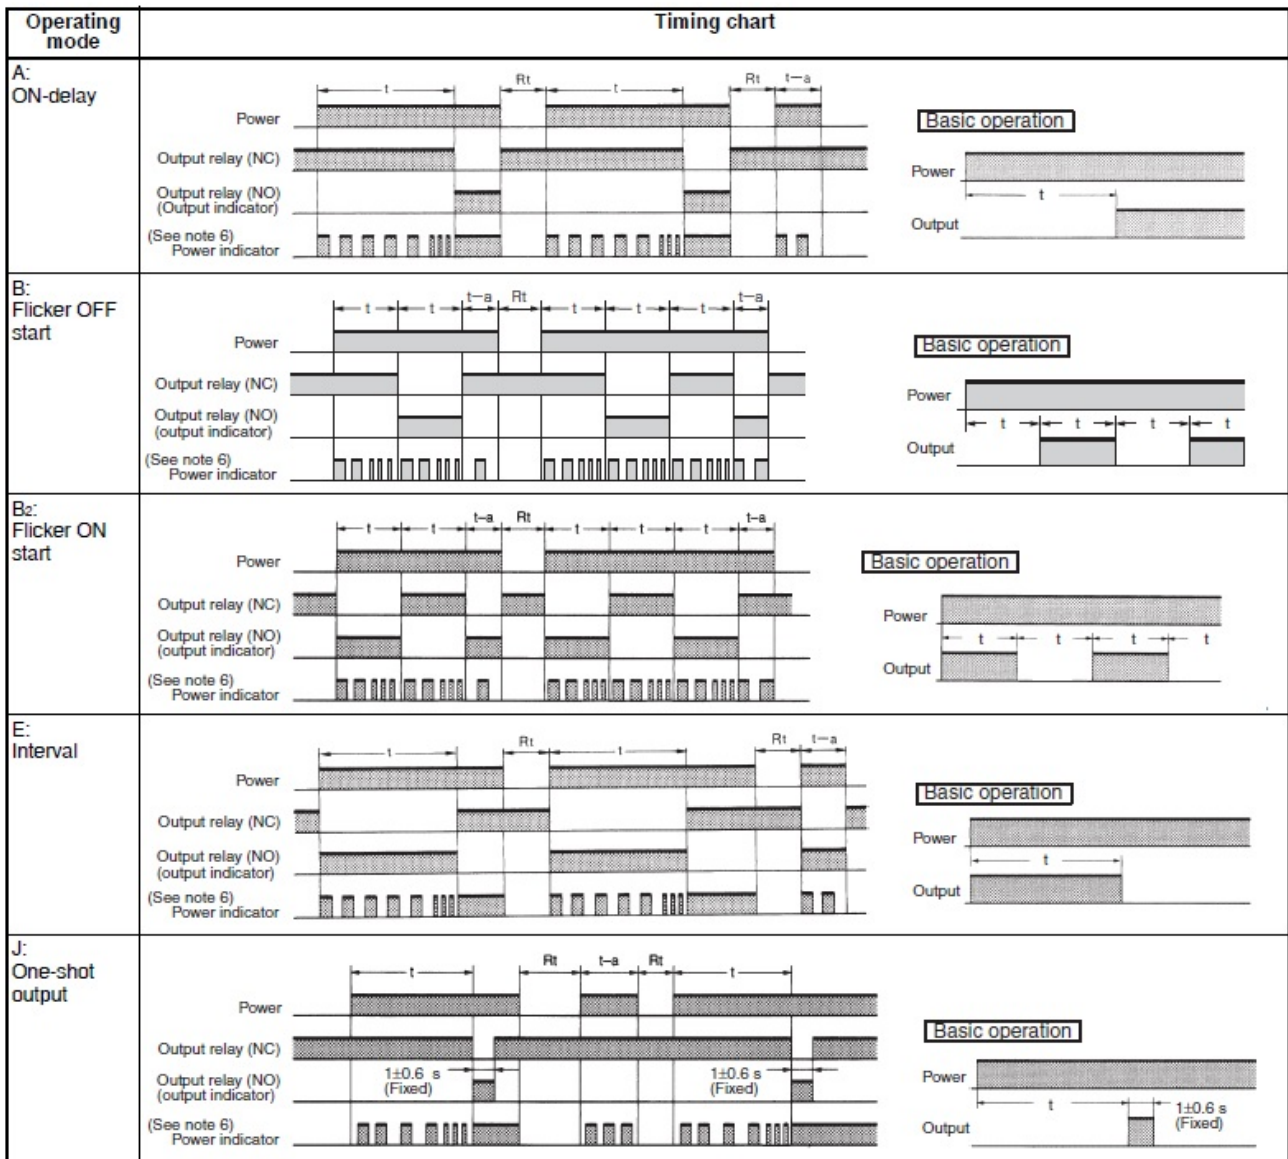 Operating mode
Timing chart
A:
ON-delay
t
Rt
t
Rt
t−a
Power
Output relay (NC)
Output relay (NO)
(Output indicator)
(See note 6)
Power indicator
Basic operation
Power
t
Output
B:
Flicker OFF
start
t
t
t−a
Rt
t
t
t
t−a
Power
Output relay (NC)
Output relay (NO)
(output indicator)
(See note 6)
Power indicator
Basic operation
Power
t
t
t
t
Output
B2:
Flicker ON
start
t
t
t−a
Rt
t
t
t
t−a
Power
Output relay (NC)
Output relay (NO)
(output indicator)
(See note 6)
Power indicator
Basic operation
Power
t
t
t
t
Output
E:
Interval
t
Rt
t
Rt
t−a
Power
Output relay (NC)
Output relay (NO)
(output indicator)
(See note 6)
Power indicator
Basic operation
Power
t
Output
J:
One-shot
output
t
Rt
t−a
Rt
t
Power
Output relay (NC)
Output relay (NO)
(output indicator)
1±0.6 s
(Fixed)
1±0.6 s
(Fixed)
(See note 6)
Power indicator
Basic operation
Power
t
1±0.6 s
(Fixed)
Output